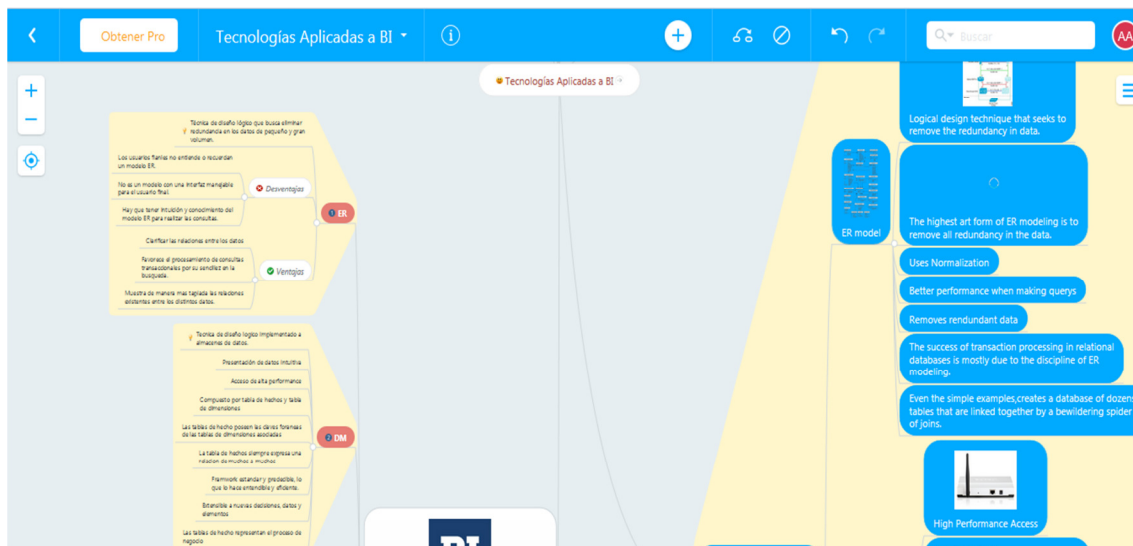 Obtener Pro
Tecnologías Aplicadas a BI
Buscar
AA
Tecnologías Aplicadas a BI
Técnica de diseño lógico que busca eliminar
redundancia en los datos de pequeño y gran
volumen.
Los usuarios finales no entiende o recuerdan
un modelo ER.
No es un modelo con una interfaz manejable
para el usuario final.
Hay que tener intuición y conocimiento del
modelo ER para realizar las consultas.
Desventajas
ER
Clarificar las relaciones entre los datos
Favorece el procesamiento de consultas
transaccionales por su sencillez en la
busqueda.
Muestra de manera mas tapiada las relaciones
existentes entre los distintos datos.
Ventajas
Tecnica de diseño logico implementado a
almacenes de datos.
Presentación de datos intuitiva
Acceso de alta performance
Compuesto por tabla de hechos y table
de dimensiones
Las tablas de hecho poseen las claves foraneas
de las tablas de dimensiones asociadas
DM
La tabla de hechos siempre expresa una
relacion de muchos a muchos
Framwork estandar y predecible, lo
que lo hace entendible y eficiente.
Extensible a nuevas decisiones, datos y
elementos
Las tablas de hecho representan el proceso de
negocio
BI
Logical design technique that seeks to
remove the redundancy in data.
ER model
The highest art form of ER modeling is to
remove all redundancy in the data.
Uses Normalization
Better performance when making querys
Removes rendundant data
The success of transaction processing in relational
databases is mostly due to the discipline of ER
modeling.
Even the simple examples,creates a database of dozens
tables that are linked together by a bewildering spider
of joins.
High Performance Access